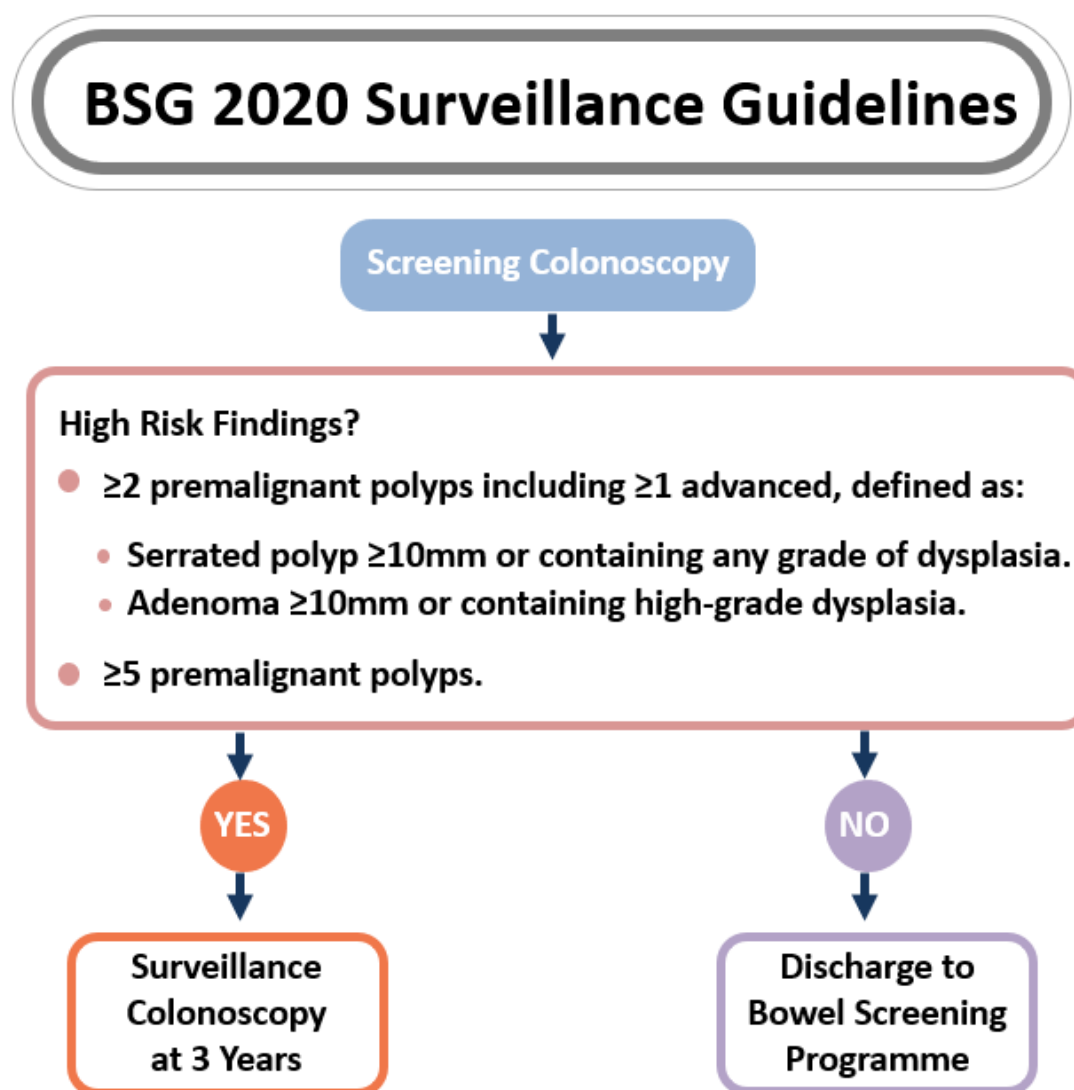 BSG 2020 Surveillance Guidelines
Screening Colonoscopy
High Risk Findings?
≥2 premalignant polyps including ≥1 advanced, defined as:
Serrated polyp ≥10mm or containing any grade of dysplasia.
Adenoma ≥10mm or containing high-grade dysplasia.
≥5 premalignant polyps.
YES
NO
Surveillance
Colonoscopy
at 3 Years
Discharge to
Bowel Screening
Programme